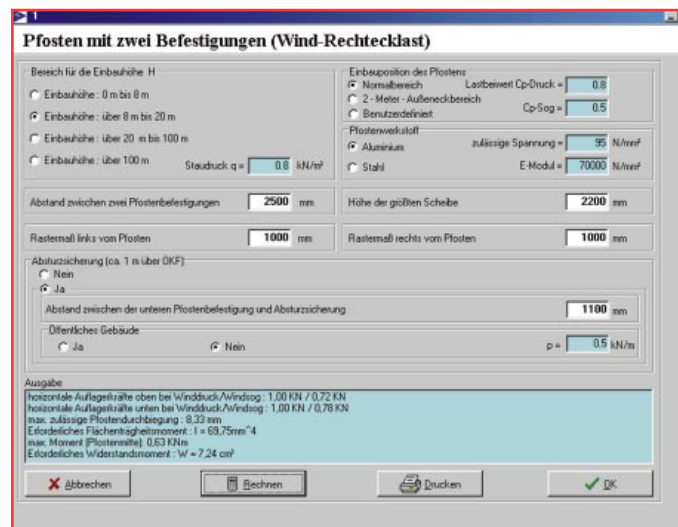 1
Pfosten mit zwei Befestigungen (Wind-Rechtecklast)
Bereich für die Einbauhöhe H
Einbauhöhe : 0 m bis 8 m
Einbauhöhe : über 8 m bis 20 m
Einbauhöhe : über 20 m bis 100 m
Einbauhöhe : über 100 m
Staudruck q = 0.8 kN/m²
Einbauposition des Pfostens
Normalbereich Lastbeiwert Cp-Druck = 0.8
2 - Meter - Außeneckbereich
Cp-Sog = 0.5
Benutzerdefiniert
Pfostenwerkstoff
Aluminium zulässige Spannung = 95 N/mm²
Stahl E-Modul = 70000 N/mm²
Abstand zwischen zwei Pfostenbefestigungen 2500 mm
Höhe der größten Scheibe 2200 mm
Rastermaß links vom Pfosten 1000 mm
Rastermaß rechts vom Pfosten 1000 mm
Absturzsicherung (ca. 1 m über OKF)
Nein
Ja
Abstand zwischen der unteren Pfostenbefestigung und Absturzsicherung 1100 mm
Öffentliches Gebäude
Ja Nein p = 0.5 kN/m
Ausgabe
horizontale Auflagerkräfte oben bei Winddruck/Windsog : 1,00 KN / 0,72 KN
horizontale Auflagerkräfte unten bei Winddruck/Windsog : 1,00 KN / 0,78 KN
max. zulässige Pfostendurchbiegung : 8,33 mm
Erforderliches Flächenträgheitsmoment : I = 69,75mm^4
max. Moment (Pfostenmitte): 0,63 KNm
Erforderliches Widerstandsmoment : W = 7,24 cm³
Abbrechen Rechnen Drucken OK